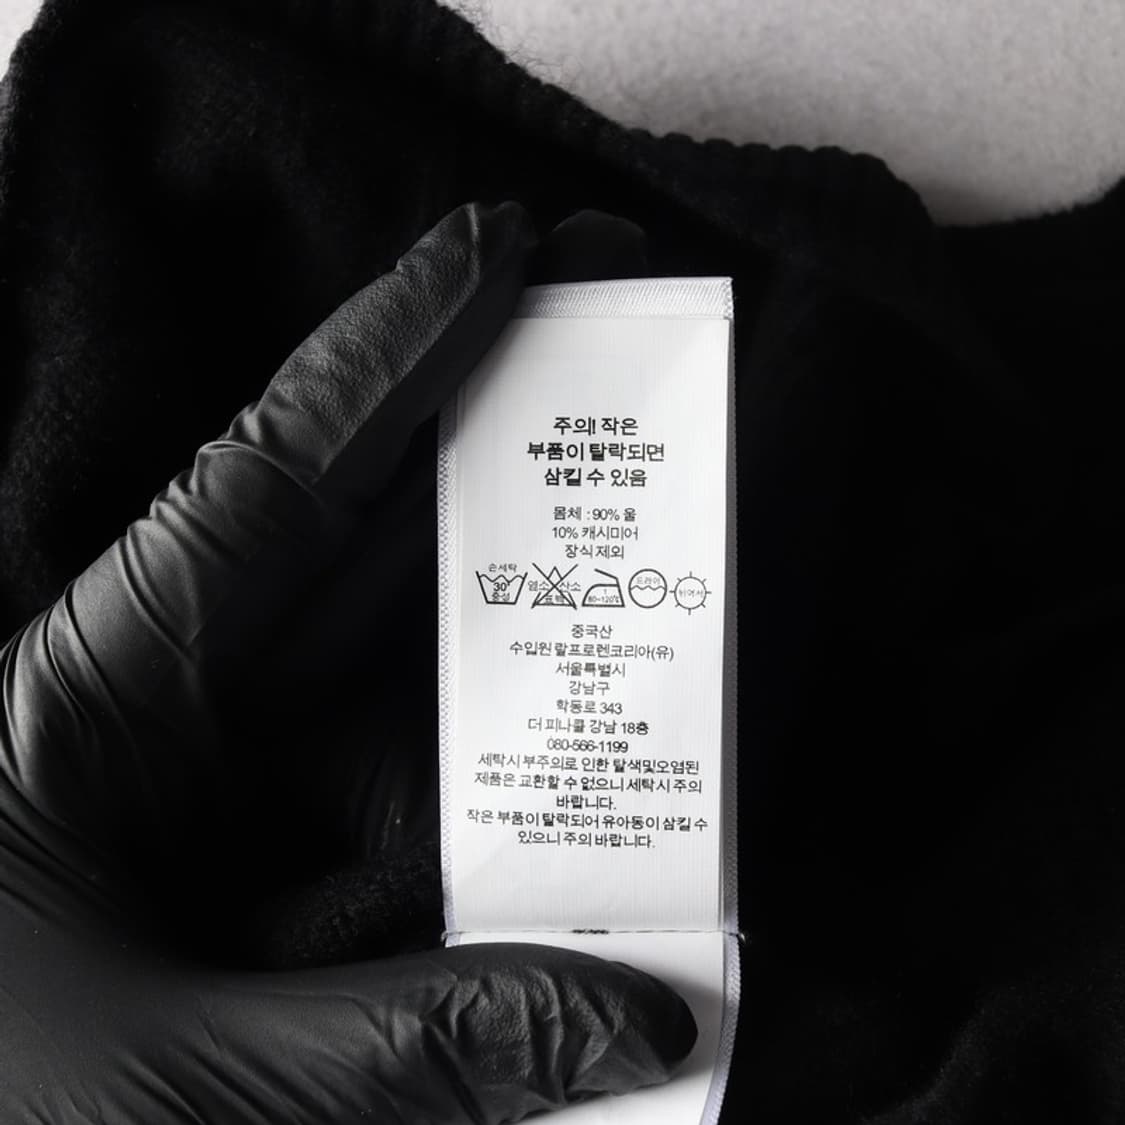 주의! 작은
부품이 탈락되면
삼킬 수 있음
몸체 : 90% 울
10% 캐시미어
장식 제외
손세탁
30°
중성
염소 산소
표백
1
80~120℃
드라이
뉘어서
중국산
수입원 랄프로렌코리아(유)
서울특별시
강남구
학동로 343
더 피나클 강남 18층
080-566-1199
세탁시 부주의로 인한 탈색및오염된
제품은 교환할 수 없으니 세탁시 주의
바랍니다.
작은 부품이 탈락되어 유아동이 삼킬 수
있으니 주의 바랍니다.